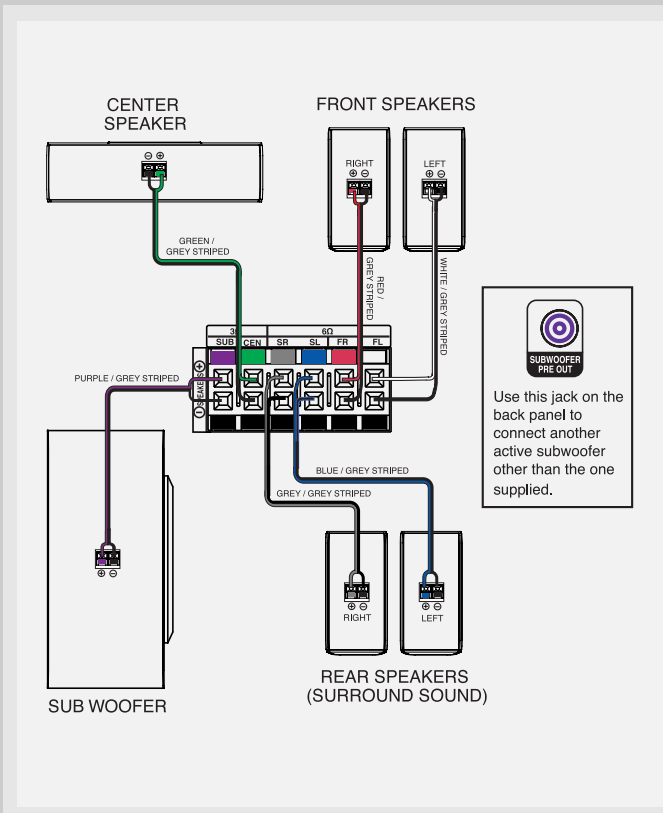 CENTER
SPEAKER
⊖ ⊕
FRONT SPEAKERS
RIGHT
⊕ ⊖
LEFT
⊕ ⊖
GREEN /
GREY STRIPED
RED /
GREY STRIPED
WHITE / GREY STRIPED
3Ω 6Ω
SUB CEN SR SL FR FL
⊕
SPEAKERS
⊖
PURPLE / GREY STRIPED
BLUE / GREY STRIPED
GREY / GREY STRIPED
SUBWOOFER
PRE OUT
Use this jack on the
back panel to
connect another
active subwoofer
other than the one
supplied.
⊕ ⊖
SUB WOOFER
⊕ ⊖
RIGHT
⊕ ⊖
LEFT
REAR SPEAKERS
(SURROUND SOUND)